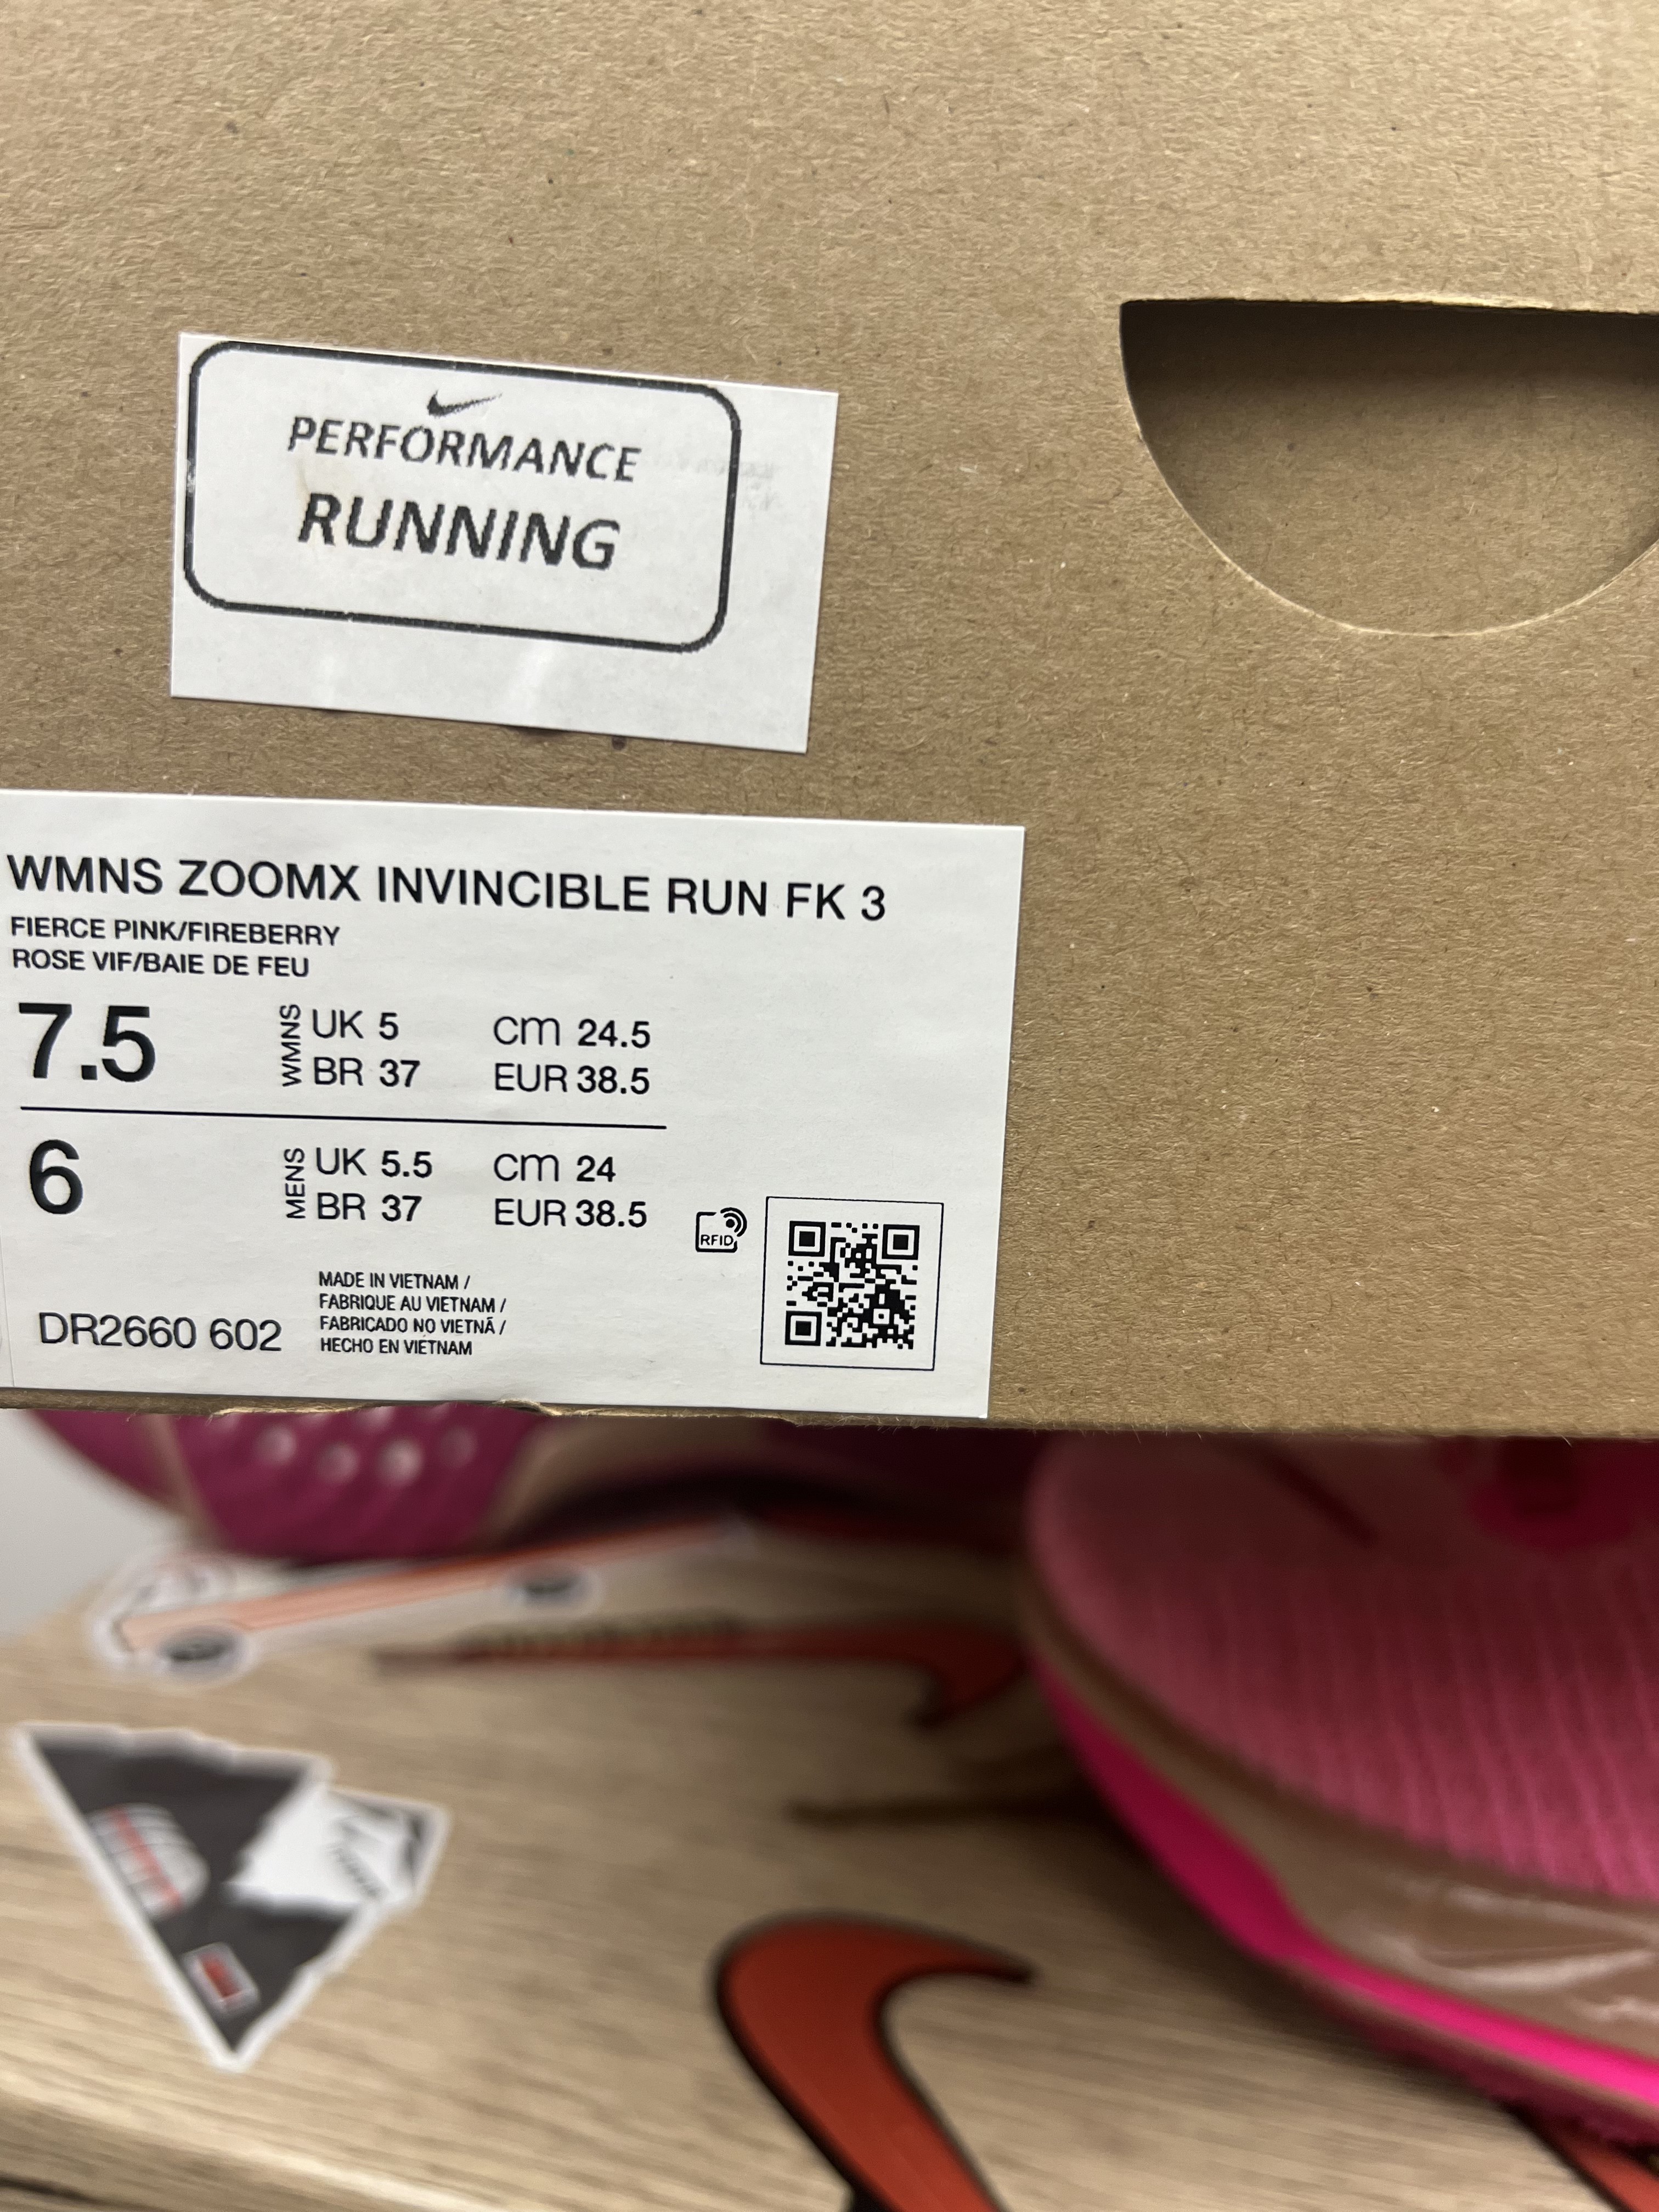 PERFORMANCE
RUNNING
WMNS ZOOMX INVINCIBLE RUN FK 3
FIERCE PINK/FIREBERRY
ROSE VIF/BAIE DE FEU
7.5 WMNS UK 5 CM 24.5
BR 37 EUR 38.5
6 MENS UK 5.5 CM 24
BR 37 EUR 38.5
RFID
MADE IN VIETNAM /
FABRIQUE AU VIETNAM /
FABRICADO NO VIETNÃ /
HECHO EN VIETNAM
DR2660 602